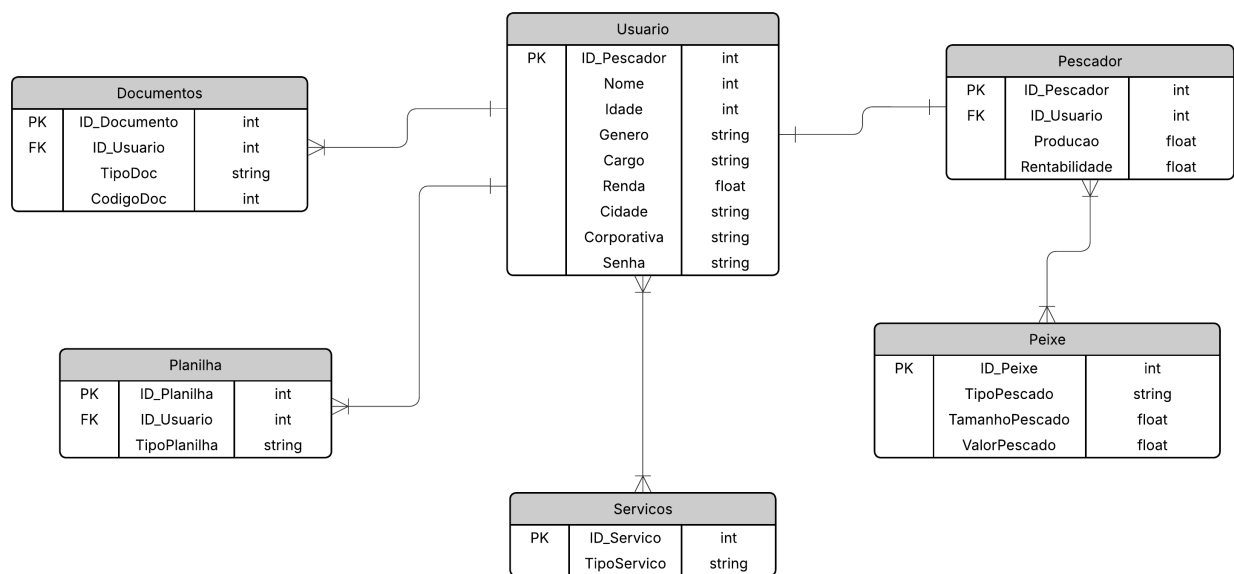 Usuario
PK ID_Pescador int
Nome int
Idade int
Genero string
Cargo string
Renda float
Cidade string
Corporativa string
Senha string
Documentos
PK ID_Documento int
FK ID_Usuario int
TipoDoc string
CodigoDoc int
Pescador
PK ID_Pescador int
FK ID_Usuario int
Producao float
Rentabilidade float
Planilha
PK ID_Planilha int
FK ID_Usuario int
TipoPlanilha string
Peixe
PK ID_Peixe int
TipoPescado string
TamanhoPescado float
ValorPescado float
Servicos
PK ID_Servico int
TipoServico string